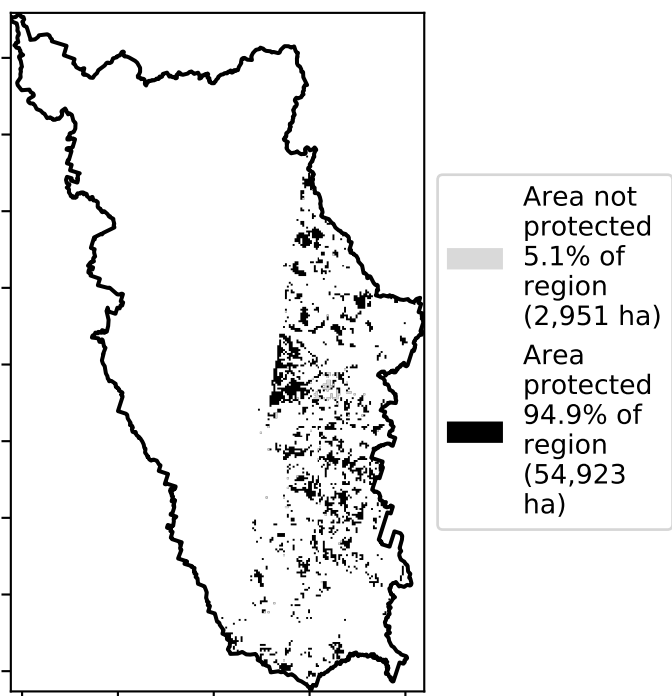 Area not
protected
5.1% of
region
(2,951 ha)
Area
protected
94.9% of
region
(54,923
ha)